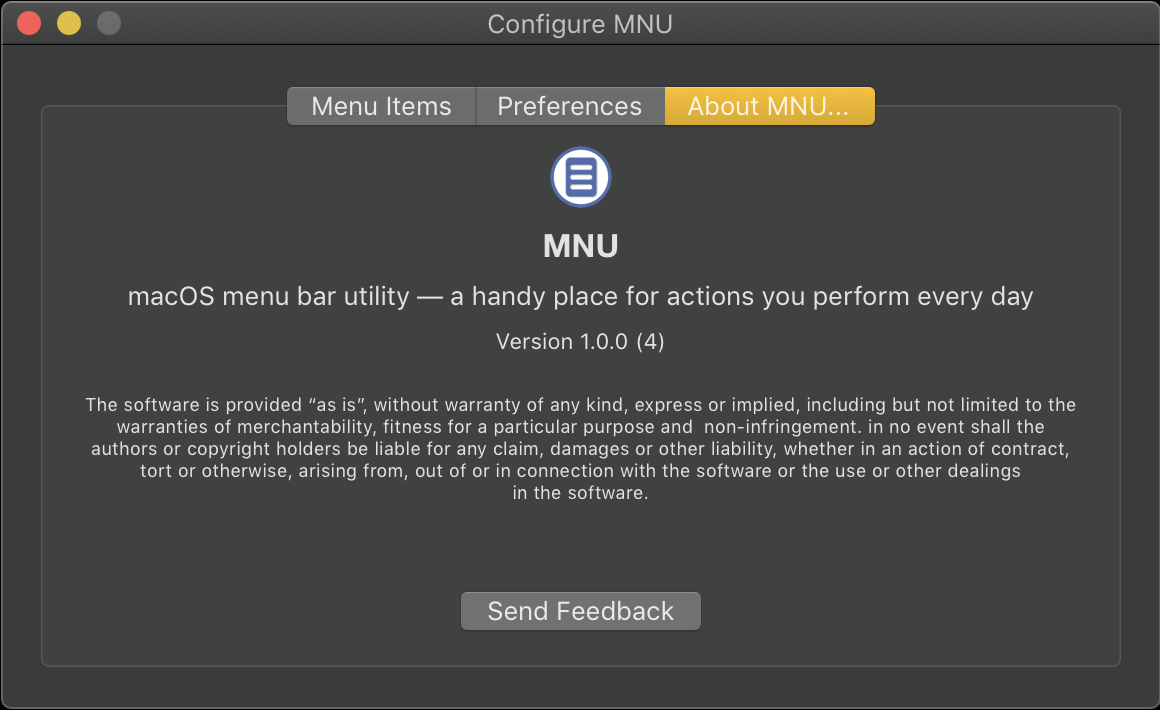 Configure MNU
Menu Items Preferences About MNU...
MNU
macOS menu bar utility — a handy place for actions you perform every day
Version 1.0.0 (4)
The software is provided “as is”, without warranty of any kind, express or implied, including but not limited to the
warranties of merchantability, fitness for a particular purpose and  non-infringement. in no event shall the
authors or copyright holders be liable for any claim, damages or other liability, whether in an action of contract,
tort or otherwise, arising from, out of or in connection with the software or the use or other dealings
in the software.
Send Feedback